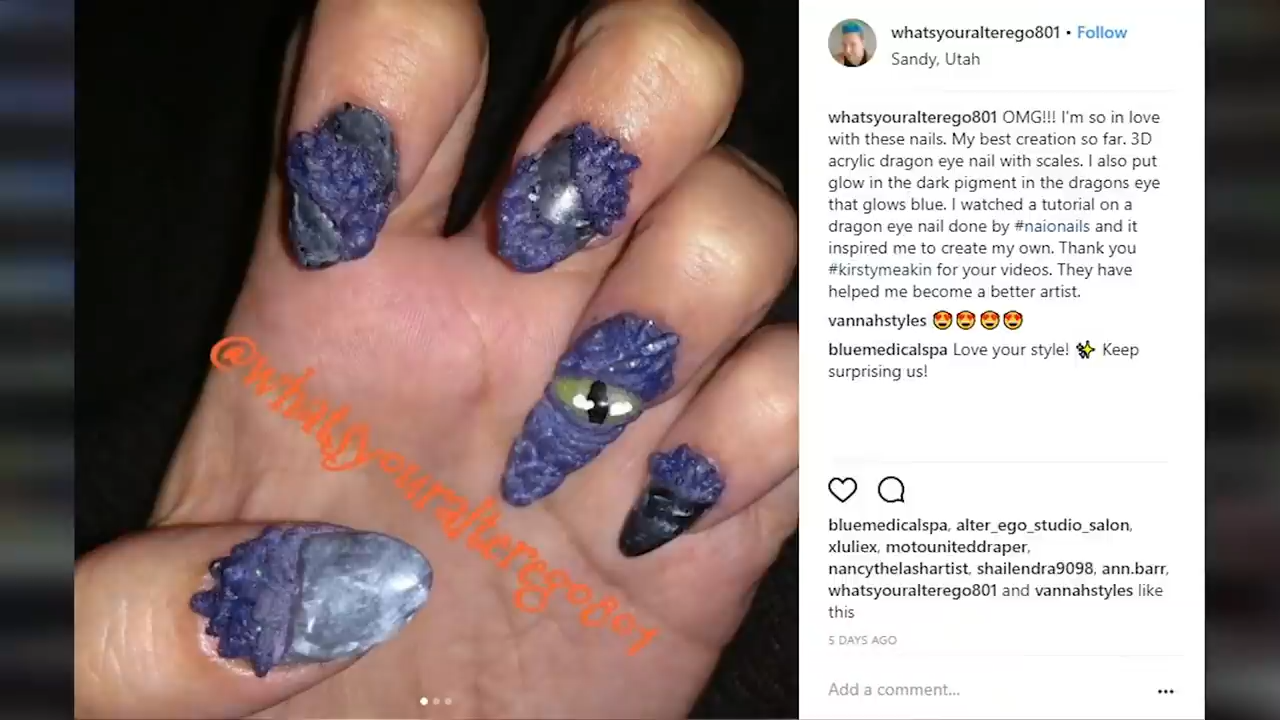 @whatsyouralterego801
whatsyouralterego801 • Follow
Sandy, Utah
whatsyouralterego801 OMG!!! I'm so in love
with these nails. My best creation so far. 3D
acrylic dragon eye nail with scales. I also put
glow in the dark pigment in the dragons eye
that glows blue. I watched a tutorial on a
dragon eye nail done by #naionails and it
inspired me to create my own. Thank you
#kirstymeakin for your videos. They have
helped me become a better artist.
vannahstyles 😍😍😍😍
bluemedicalspa Love your style! ✨ Keep
surprising us!
bluemedicalspa, alter_ego_studio_salon,
xluliex, motouniteddraper,
nancythelashartist, shailendra9098, ann.barr,
whatsyouralterego801 and vannahstyles like
this
5 DAYS AGO
Add a comment...